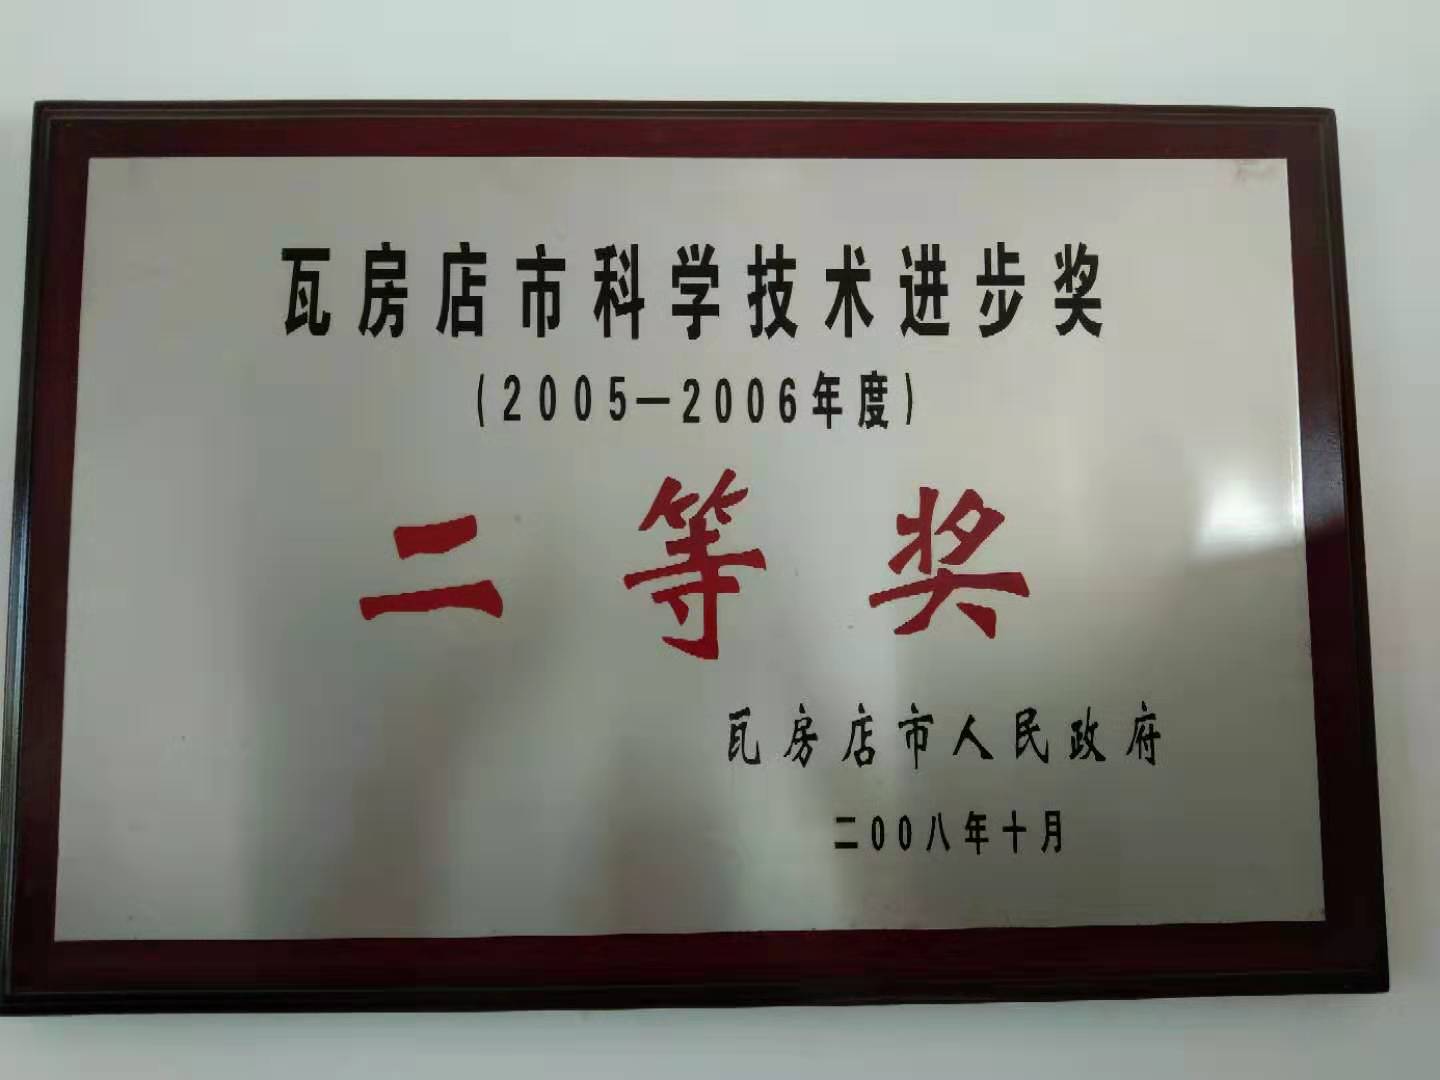 瓦房店市科学技术进步奖
(2005—2006年度)
二等奖
瓦房店市人民政府
二00八年十月